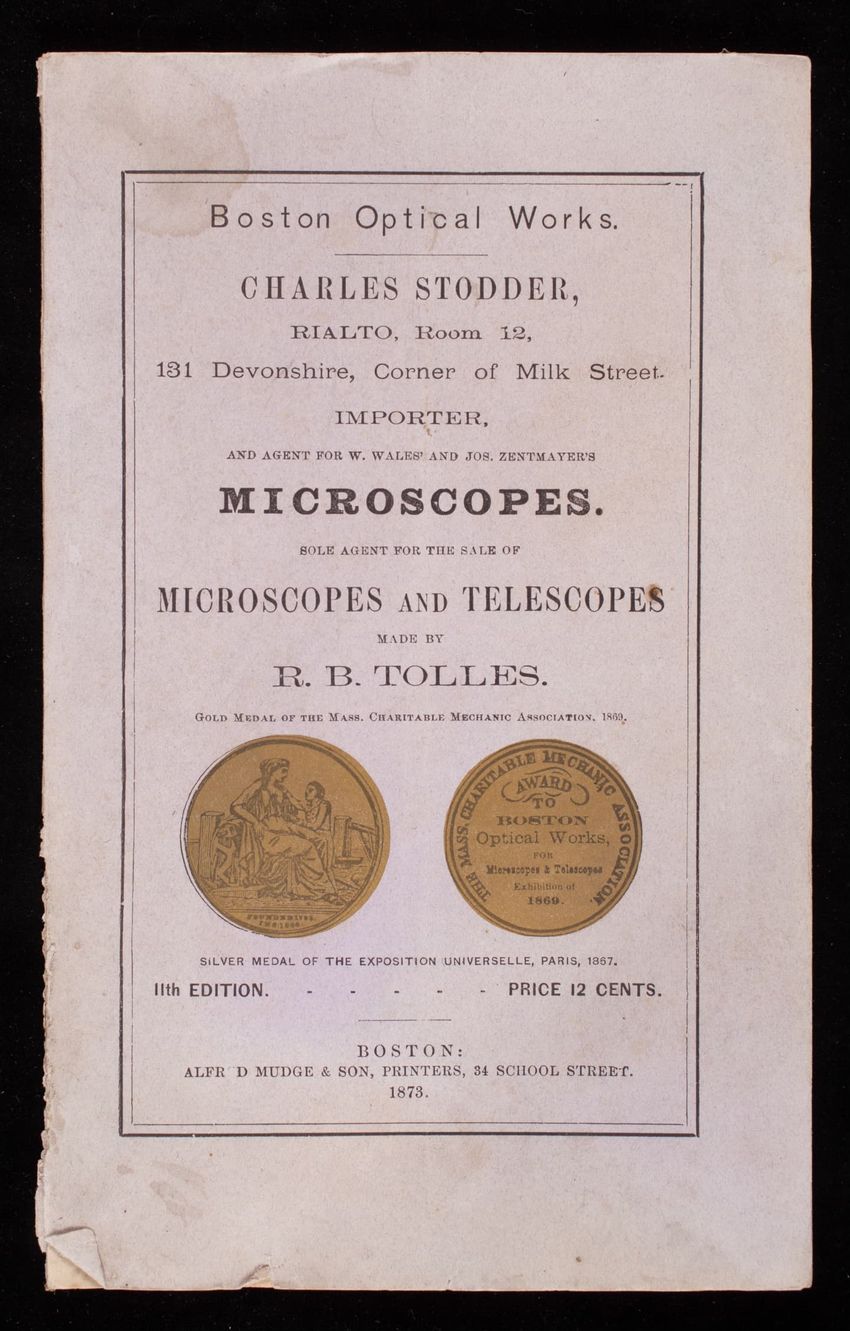 Boston Optical Works.
CHARLES STODDER,
RIALTO, Room 12,
131 Devonshire, Corner of Milk Street.
IMPORTER,
AND AGENT FOR W. WALES' AND JOS. ZENTMAYER'S
MICROSCOPES.
SOLE AGENT FOR THE SALE OF
MICROSCOPES AND TELESCOPES
MADE BY
R. B. TOLLES.
GOLD MEDAL OF THE MASS. CHARITABLE MECHANIC ASSOCIATION, 1869.
THE MASS. CHARITABLE MECHANIC ASSOCIATION
AWARD
TO
BOSTON
Optical Works,
FOR
Microscopes & Telescopes
Exhibition of
1869.
SILVER MEDAL OF THE EXPOSITION UNIVERSELLE, PARIS, 1867.
11th EDITION. - - - - - PRICE 12 CENTS.
BOSTON:
ALFR D MUDGE & SON, PRINTERS, 34 SCHOOL STREET.
1873.